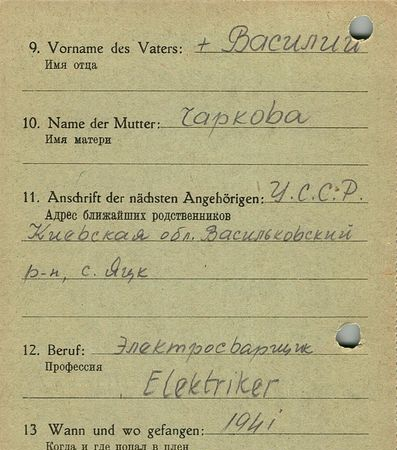 9. Vorname des Vaters: + Василий
Имя отца
10. Name der Mutter: Чаркова
Имя матери
11. Anschrift der nächsten Angehörigen: У.С.С.Р.
Адрес ближайших родственников
Киевская обл. Васильковский
р-н, с. Яцк
12. Beruf: Электросварщик
Профессия
Elektriker
13 Wann und wo gefangen: 1941
Когда и где попал в плен